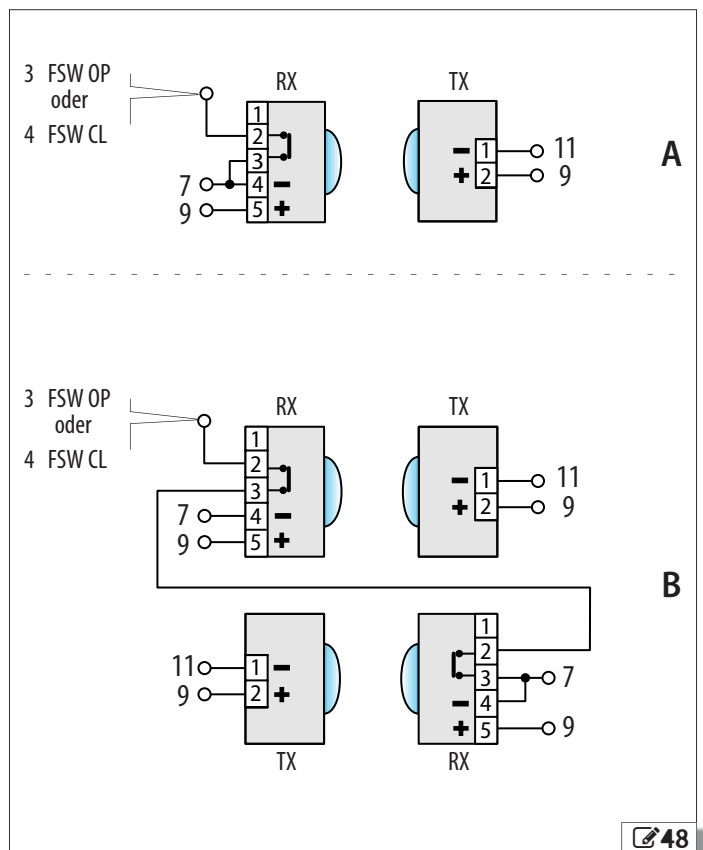 3 FSW OP
oder
4 FSW CL
RX
TX
1
2
3
4 −
5 +
7
9
− 1
+ 2
11
9
A
3 FSW OP
oder
4 FSW CL
RX
TX
1
2
3
4 −
5 +
7
9
− 1
+ 2
11
9
B
11
9
1 −
2 +
TX
1
2
3
− 4
+ 5
7
9
RX
48